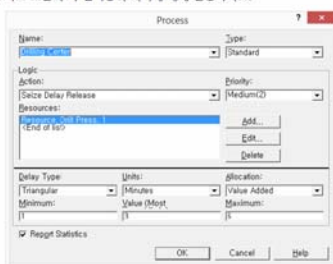 Process
Name: Type:
Drilling Center Standard
Logic
Action: Priority:
Seize Delay Release Medium(2)
Resources:
Resource, Drill Press, 1
<End of list>
Add...
Edit...
Delete
Delay Type: Units: Allocation:
Triangular Minutes Value Added
Minimum: Value (Most Maximum:
1 3
Report Statistics
OK Cancel Help